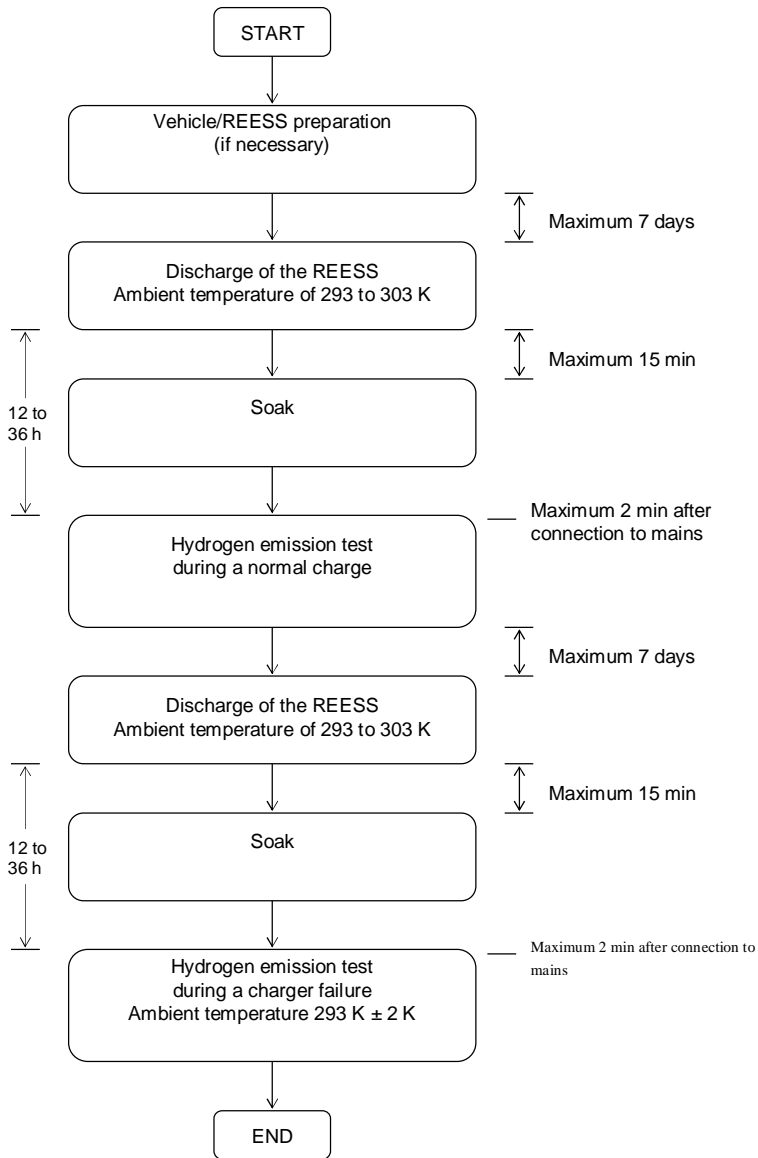 START
Vehicle/REESS preparation
(if necessary)
Maximum 7 days
Discharge of the REESS
Ambient temperature of 293 to 303 K
Maximum 15 min
12 to
36 h
Soak
Maximum 2 min after
connection to mains
Hydrogen emission test
during a normal charge
Maximum 7 days
Discharge of the REESS
Ambient temperature of 293 to 303 K
Maximum 15 min
12 to
36 h
Soak
Maximum 2 min after connection to
mains
Hydrogen emission test
during a charger failure
Ambient temperature 293 K ± 2 K
END